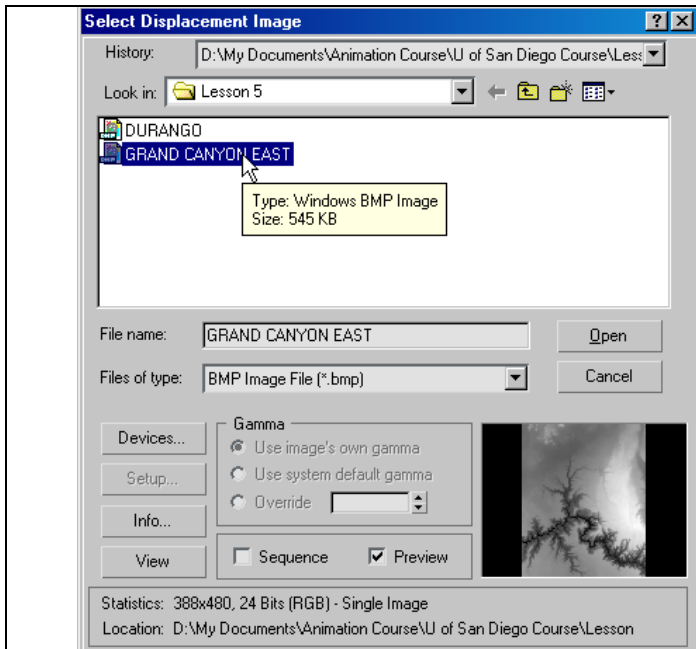 Select Displacement Image
History: D:\My Documents\Animation Course\U of San Diego Course\Less
Look in: Lesson 5
DURANGO
GRAND CANYON EAST
Type: Windows BMP Image
Size: 545 KB
File name: GRAND CANYON EAST Open
Files of type: BMP Image File (*.bmp) Cancel
Devices... Gamma
Use image's own gamma
Setup... Use system default gamma
Override
Info...
View Sequence Preview
Statistics: 388x480, 24 Bits (RGB) - Single Image
Location: D:\My Documents\Animation Course\U of San Diego Course\Lesson